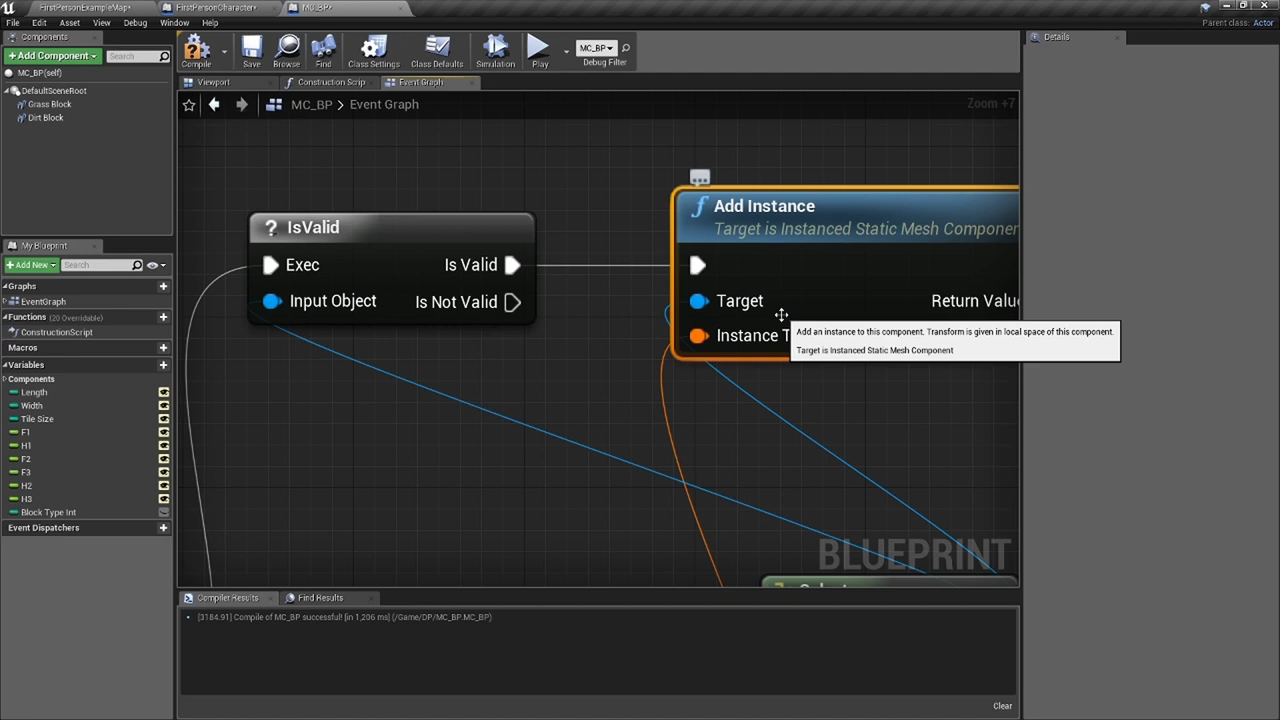 FirstPersonExampleMap*
FirstPersonCharacter*
MC_BP*
File Edit Asset View Debug Window Help
Parent class: Actor
Components
+Add Component
Search
MC_BP(self)
DefaultSceneRoot
Grass Block
Dirt Block
My Blueprint
+Add New
Search
Graphs
EventGraph
Functions (20 Overridable)
ConstructionScript
Macros
Variables
Components
Length
Width
Tile Size
F1
H1
F2
F3
H2
H3
Block Type Int
Event Dispatchers
Compile
Save
Browse
Find
Class Settings
Class Defaults
Simulation
Play
MC_BP
Debug Filter
Viewport
Construction Scrip
Event Graph
MC_BP > Event Graph
Zoom +7
? IsValid
Exec
Is Valid
Input Object
Is Not Valid
f Add Instance
Target is Instanced Static Mesh Componen
Target
Return Valu
Instance T
Add an instance to this component. Transform is given in local space of this component.
Target is Instanced Static Mesh Component
BLUEPRINT
Compiler Results
Find Results
[3184.91] Compile of MC_BP successful! [in 1,206 ms] (/Game/DP/MC_BP.MC_BP)
Clear
Details